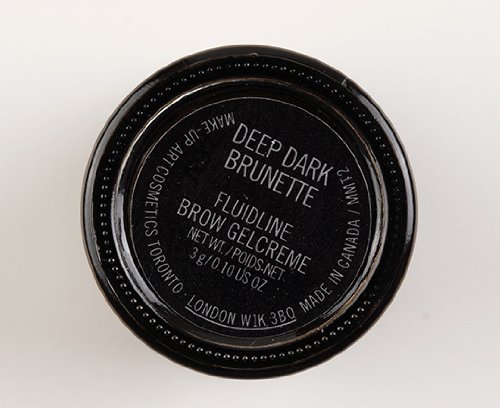 DEEP DARK
BRUNETTE
FLUIDLINE
BROW GELCREME
NET WT./POIDS.NET
3 g / 0.10 US OZ
MAKE-UP ART COSMETICS TORONTO LONDON W1K 3BQ MADE IN CANADA / MMT2